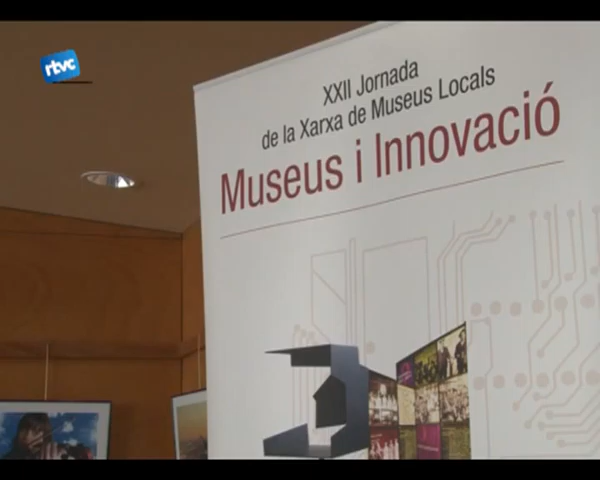 rtvc
XXII Jornada
de la Xarxa de Museus Locals
Museus i Innovació